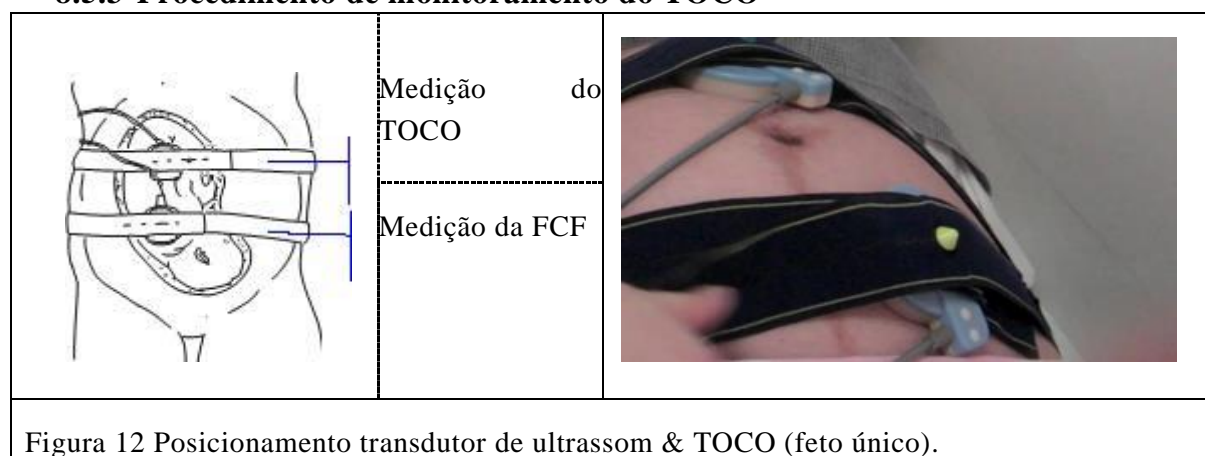 Medição do
TOCO
Medição da FCF
Figura 12 Posicionamento transdutor de ultrassom & TOCO (feto único).